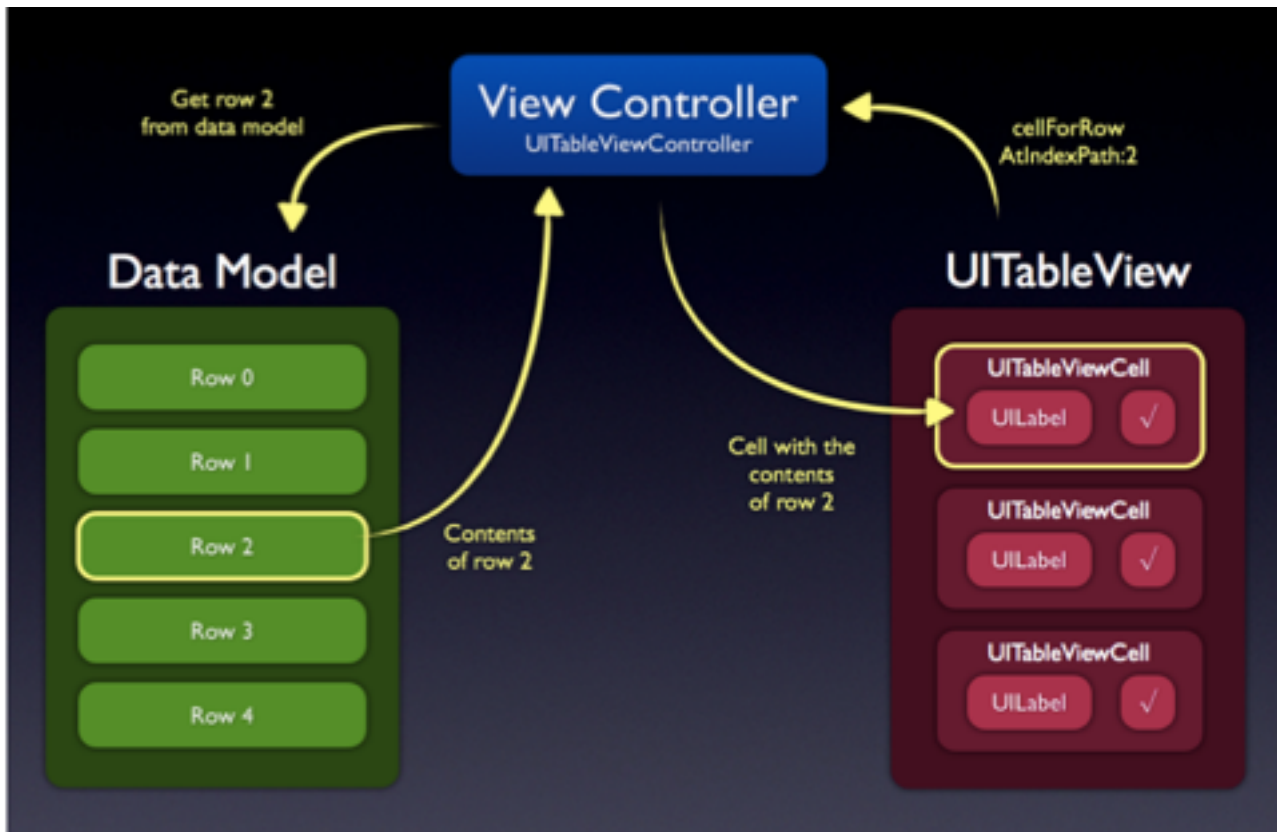 View Controller
UITableViewController
Get row 2
from data model
cellForRow
AtIndexPath:2
Data Model
Row 0
Row 1
Row 2
Row 3
Row 4
Contents
of row 2
Cell with the
contents
of row 2
UITableView
UITableViewCell
UILabel √
UITableViewCell
UILabel √
UITableViewCell
UILabel √